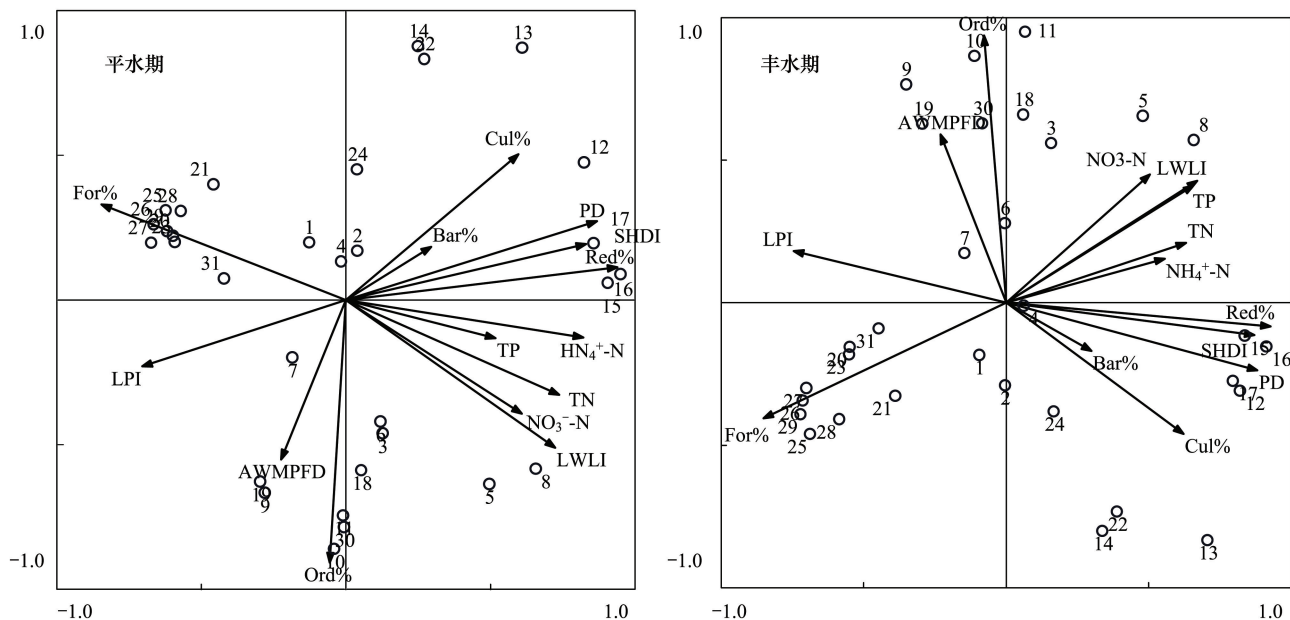 1.0
平水期
14
22
13
Cul%
24
12
21
For%
25
28
26
27
1
4
2
Bar%
PD
17
SHDI
Red%
16
15
31
LPI
7
TP
HN₄⁺-N
TN
NO₃⁻-N
LWLI
6
3
18
5
8
AWMPFD
9
11
30
10
Ord%
−1.0
−1.0
1.0
1.0
丰水期
Ord%
11
10
9
19
30
18
AWMPFD
3
5
8
NO3-N
LWLI
TP
6
7
LPI
TN
NH₄⁺-N
4
Red%
SHDI
15
16
Bar%
PD
17
12
31
20
23
1
2
21
24
27
26
29
28
25
For%
Cul%
22
14
13
−1.0
−1.0
1.0